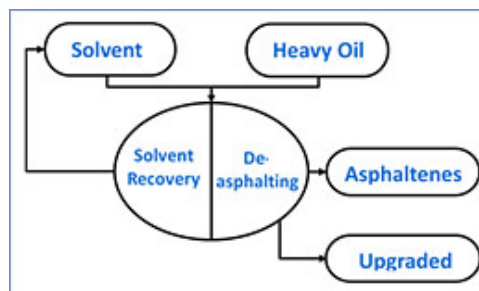 Solvent
Heavy Oil
Solvent
Recovery
De-
asphalting
Asphaltenes
Upgraded